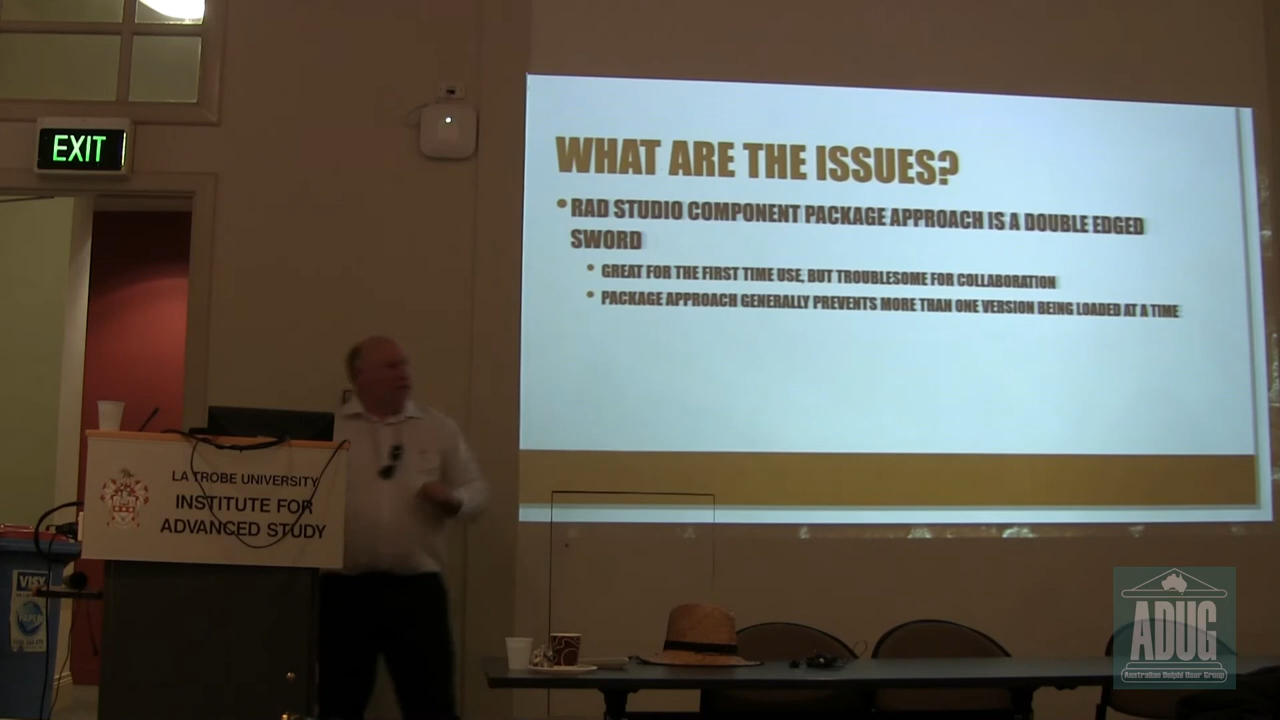 EXIT
WHAT ARE THE ISSUES?
• RAD STUDIO COMPONENT PACKAGE APPROACH IS A DOUBLE EDGED
SWORD
• GREAT FOR THE FIRST TIME USE, BUT TROUBLESOME FOR COLLABORATION
• PACKAGE APPROACH GENERALLY PREVENTS MORE THAN ONE VERSION BEING LOADED AT A TIME
LA TROBE UNIVERSITY
INSTITUTE FOR
ADVANCED STUDY
VISY
ADUG
Australian Delphi User Group